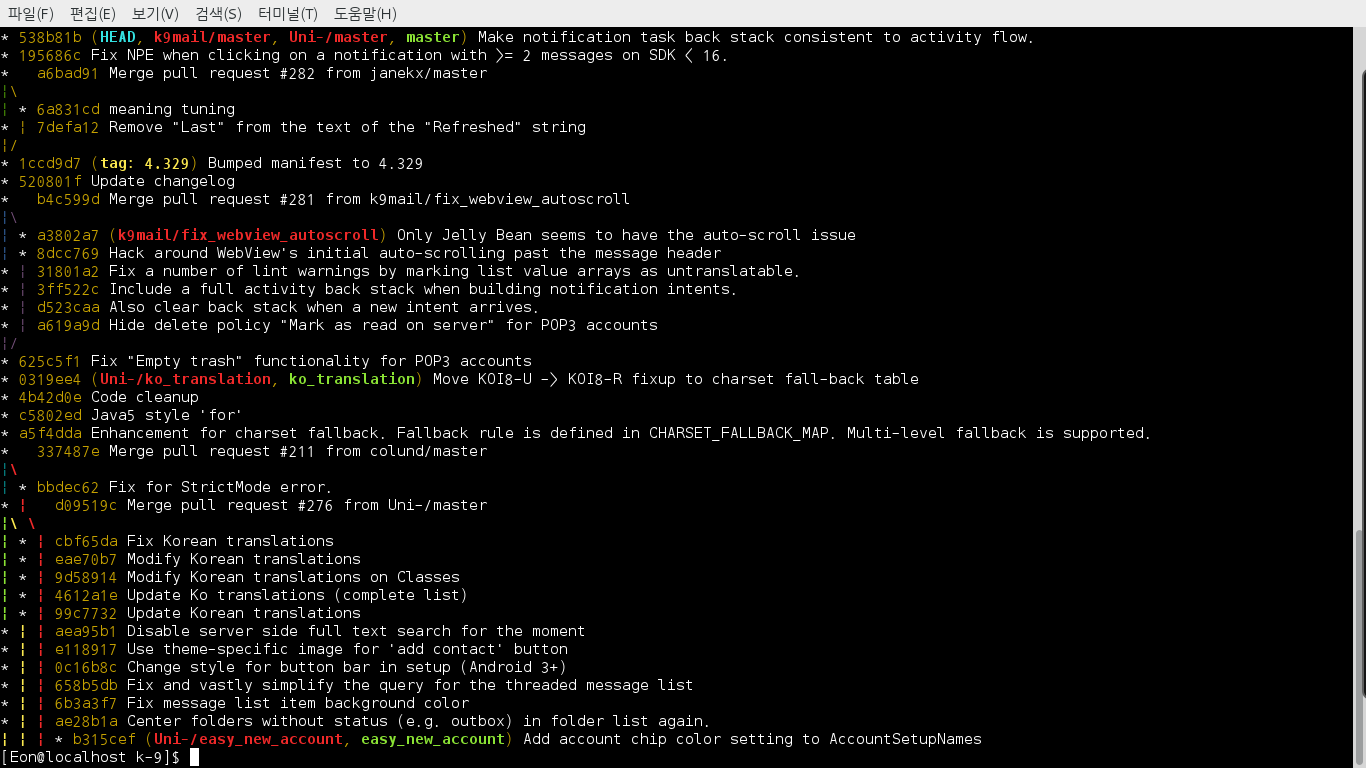 파일(F) 편집(E) 보기(V) 검색(S) 터미널(T) 도움말(H)
* 538b81b (HEAD, k9mail/master, Uni-/master, master) Make notification task back stack consistent to activity flow.
* 195686c Fix NPE when clicking on a notification with >= 2 messages on SDK < 16.
*   a6bad91 Merge pull request #282 from janekx/master
|\
| * 6a831cd meaning tuning
* | 7defa12 Remove "Last" from the text of the "Refreshed" string
|/
* 1ccd9d7 (tag: 4.329) Bumped manifest to 4.329
* 520801f Update changelog
*   b4c599d Merge pull request #281 from k9mail/fix_webview_autoscroll
|\
| * a3802a7 (k9mail/fix_webview_autoscroll) Only Jelly Bean seems to have the auto-scroll issue
| * 8dcc769 Hack around WebView's initial auto-scrolling past the message header
* | 31801a2 Fix a number of lint warnings by marking list value arrays as untranslatable.
* | 3ff522c Include a full activity back stack when building notification intents.
* | d523caa Also clear back stack when a new intent arrives.
* | a619a9d Hide delete policy "Mark as read on server" for POP3 accounts
|/
* 625c5f1 Fix "Empty trash" functionality for POP3 accounts
* 0319ee4 (Uni-/ko_translation, ko_translation) Move KOI8-U -> KOI8-R fixup to charset fall-back table
* 4b42d0e Code cleanup
* c5802ed Java5 style 'for'
* a5f4dda Enhancement for charset fallback. Fallback rule is defined in CHARSET_FALLBACK_MAP. Multi-level fallback is supported.
*   337487e Merge pull request #211 from colund/master
|\
| * bbdec62 Fix for StrictMode error.
* |   d09519c Merge pull request #276 from Uni-/master
|\ \
| * | cbf65da Fix Korean translations
| * | eae70b7 Modify Korean translations
| * | 9d58914 Modify Korean translations on Classes
| * | 4612a1e Update Ko translations (complete list)
| * | 99c7732 Update Korean translations
* | | aea95b1 Disable server side full text search for the moment
* | | e118917 Use theme-specific image for 'add contact' button
* | | 0c16b8c Change style for button bar in setup (Android 3+)
* | | 658b5db Fix and vastly simplify the query for the threaded message list
* | | 6b3a3f7 Fix message list item background color
* | | ae28b1a Center folders without status (e.g. outbox) in folder list again.
| | | * b315cef (Uni-/easy_new_account, easy_new_account) Add account chip color setting to AccountSetupNames
[Eon@localhost k-9]$